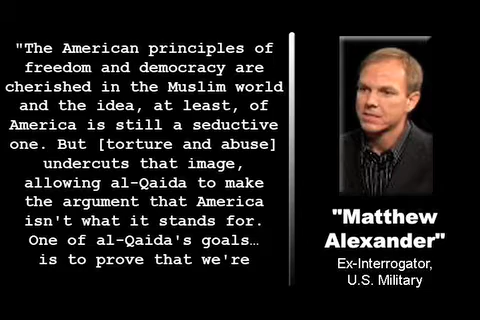 "The American principles of
freedom and democracy are
cherished in the Muslim world
and the idea, at least, of
America is still a seductive
one. But [torture and abuse]
undercuts that image,
allowing al-Qaida to make
the argument that America
isn't what it stands for.
One of al-Qaida's goals…
is to prove that we're
"Matthew
Alexander"
Ex-Interrogator,
U.S. Military